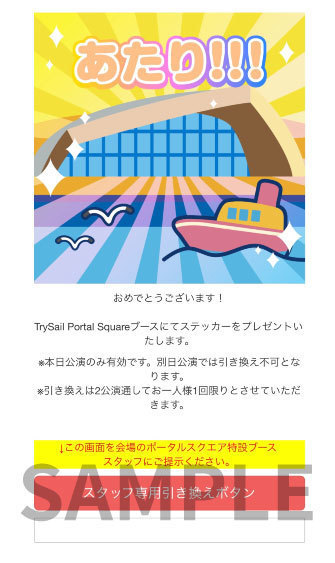 あたり!!!
おめでとうございます！
TrySail Portal Squareブースにてステッカーをプレゼントい
たします。
※本日公演のみ有効です。別日公演では引き換え不可とな
ります。
※引き換えは2公演通してお一人様1回限りとさせていただ
きます。
↓この画面を会場のポータルスクエア特設ブース
スタッフにご提示ください。
SAMPLE
スタッフ専用引き換えボタン